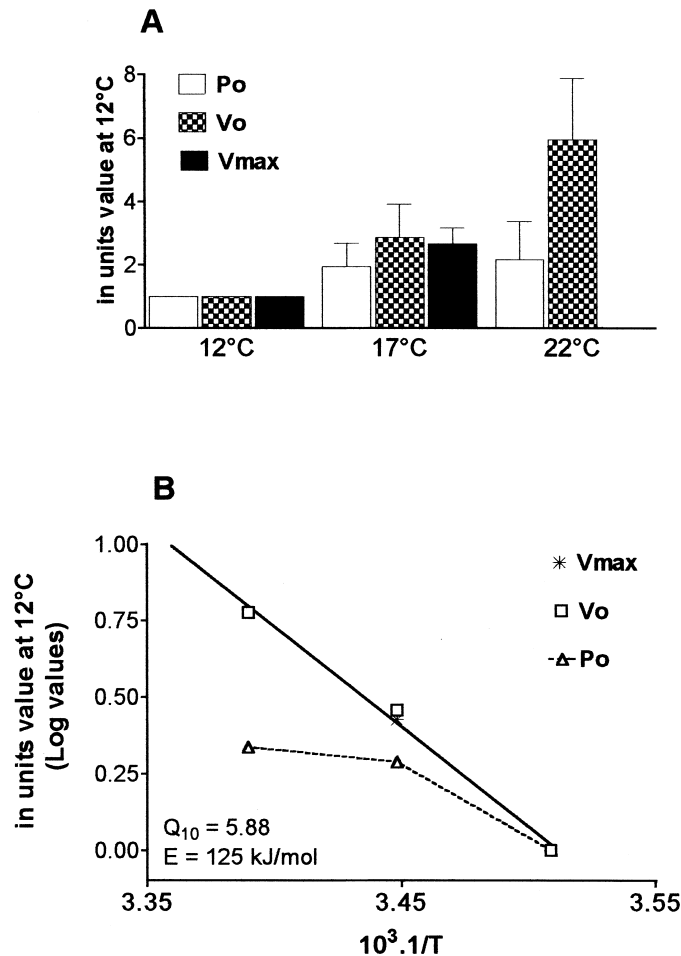 A
in units value at 12°C
8
6
4
2
0
Po
Vo
Vmax
12°C
17°C
22°C
B
in units value at 12°C
(Log values)
1.00
0.75
0.50
0.25
0.00
Vmax
Vo
Po
Q₁₀ = 5.88
E = 125 kJ/mol
3.35
3.45
3.55
10³.1/T